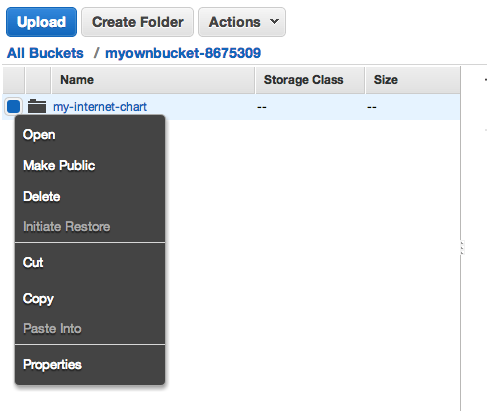 Upload Create Folder Actions
All Buckets / myownbucket-8675309
Name Storage Class Size
my-internet-chart -- --
Open
Make Public
Delete
Initiate Restore
Cut
Copy
Paste Into
Properties